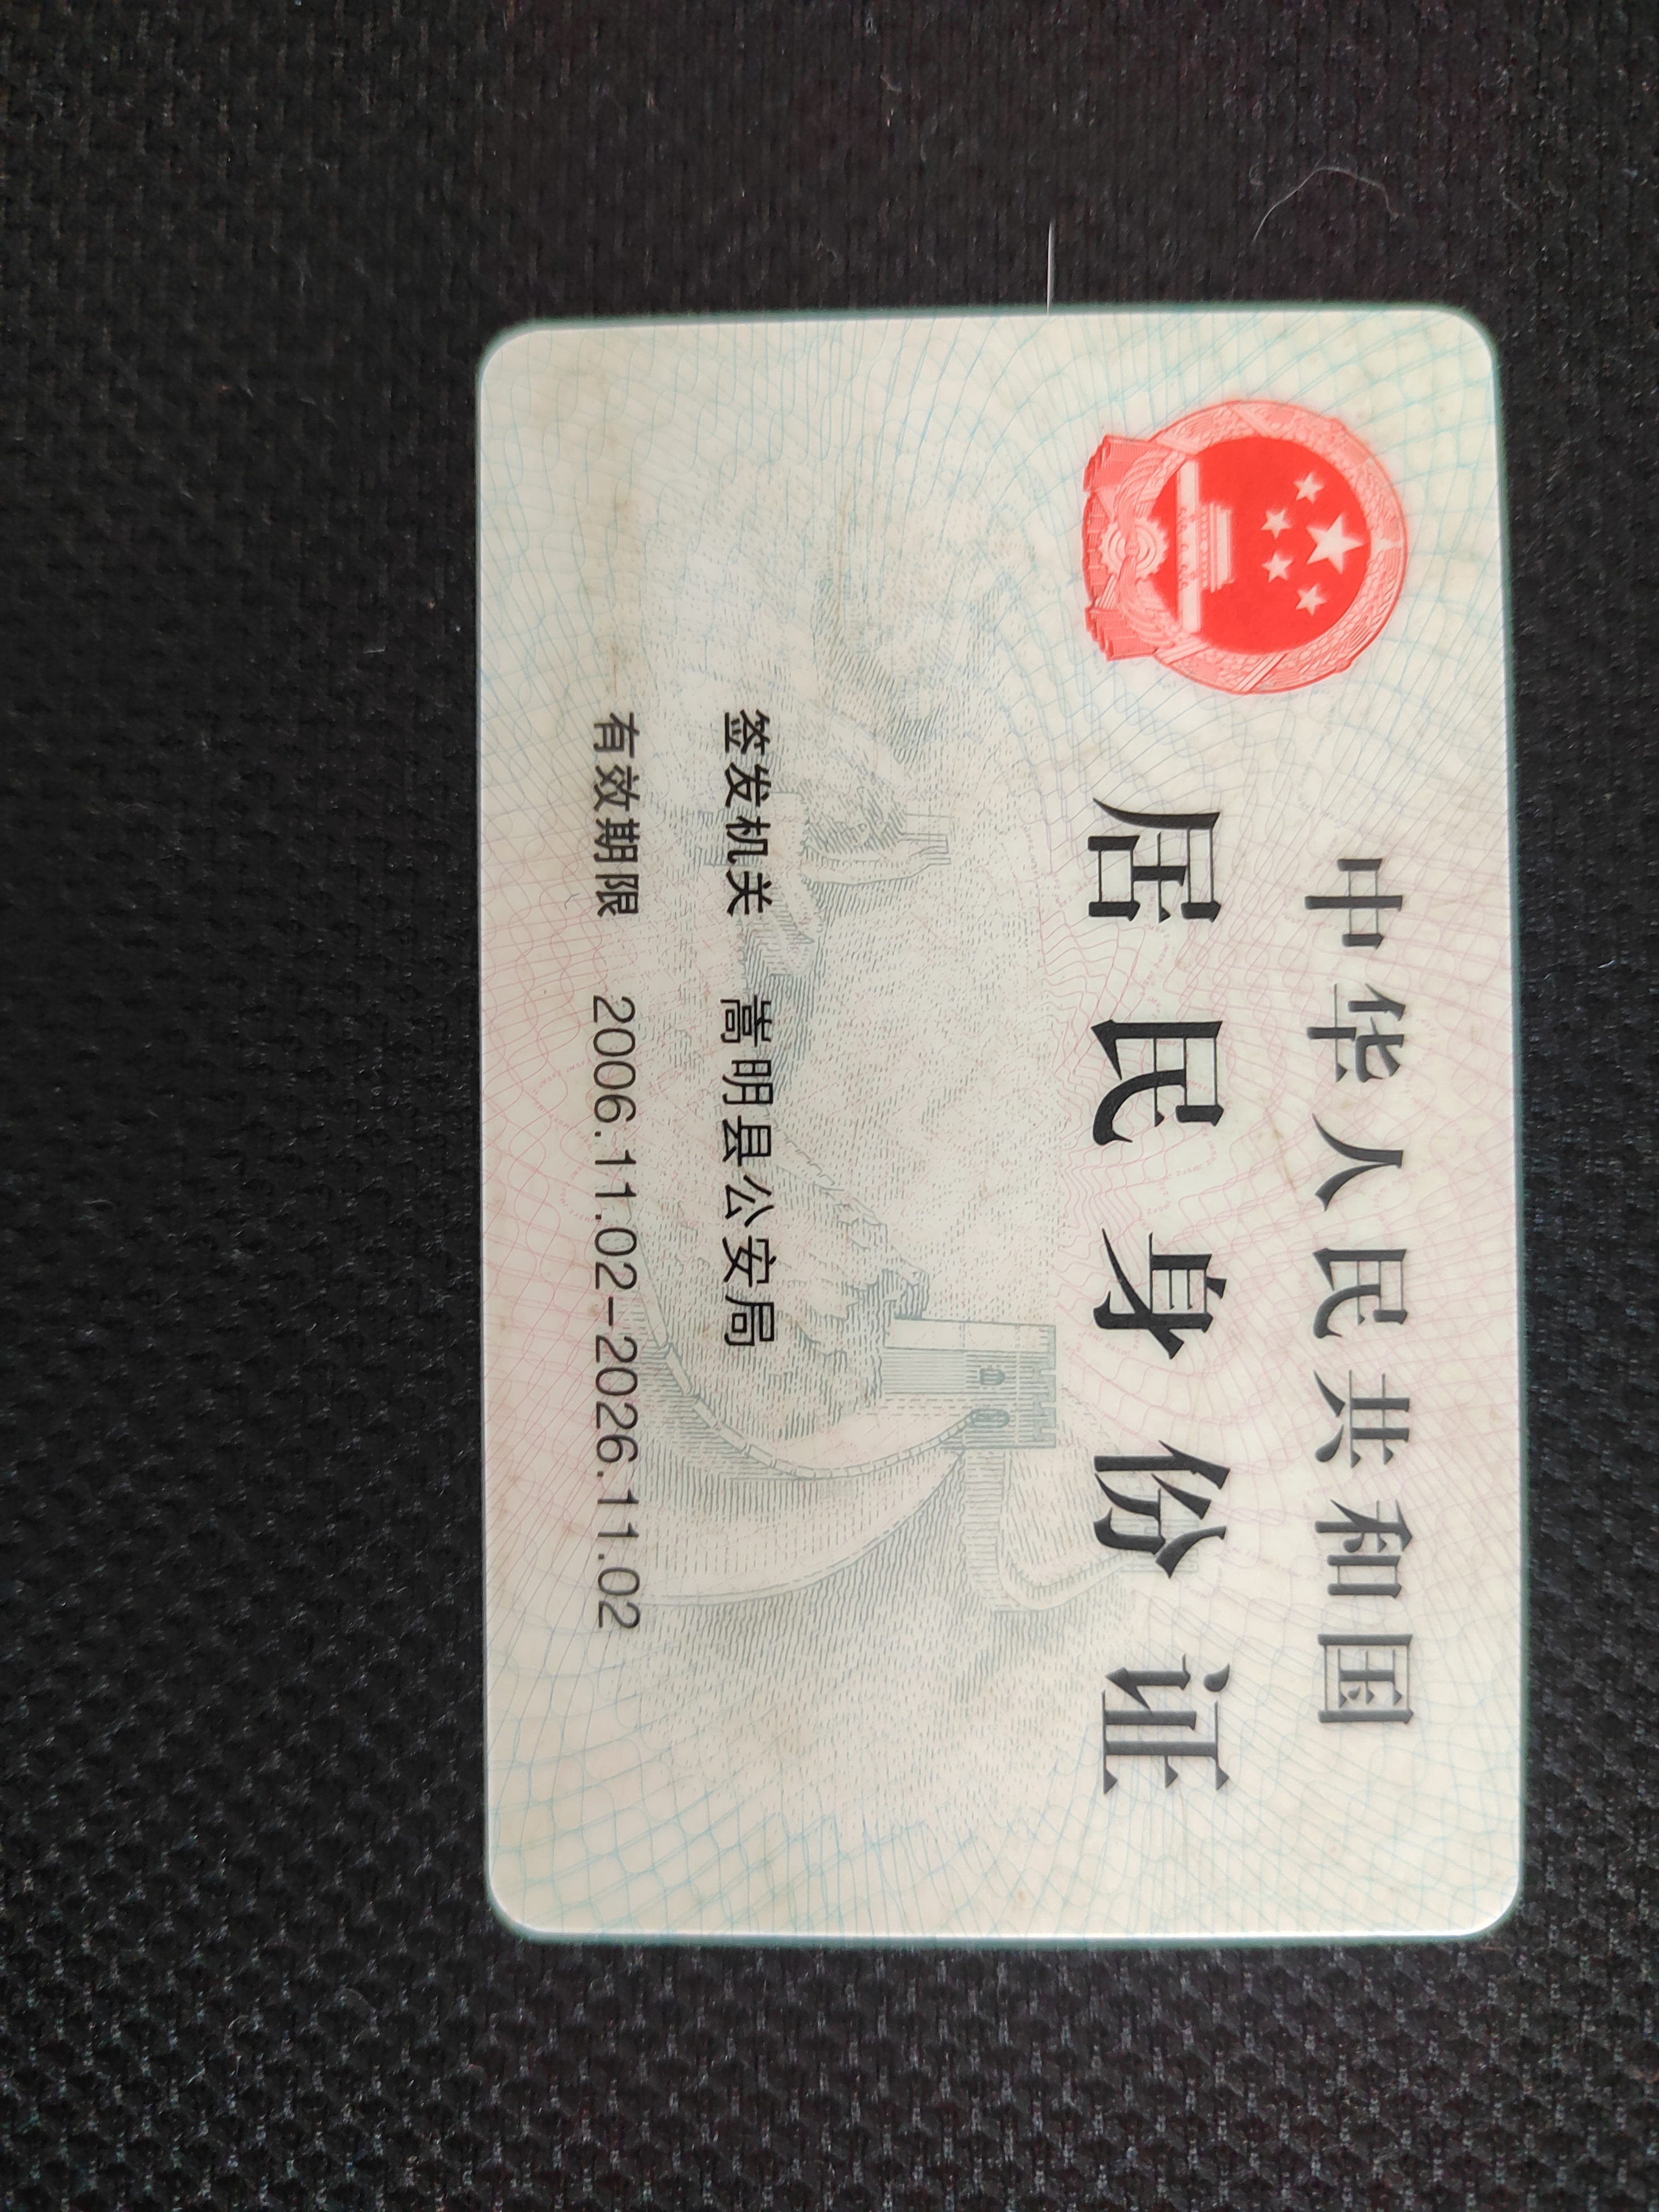 中华人民共和国
居民身份证
签发机关 嵩明县公安局
有效期限 2006.11.02-2026.11.02